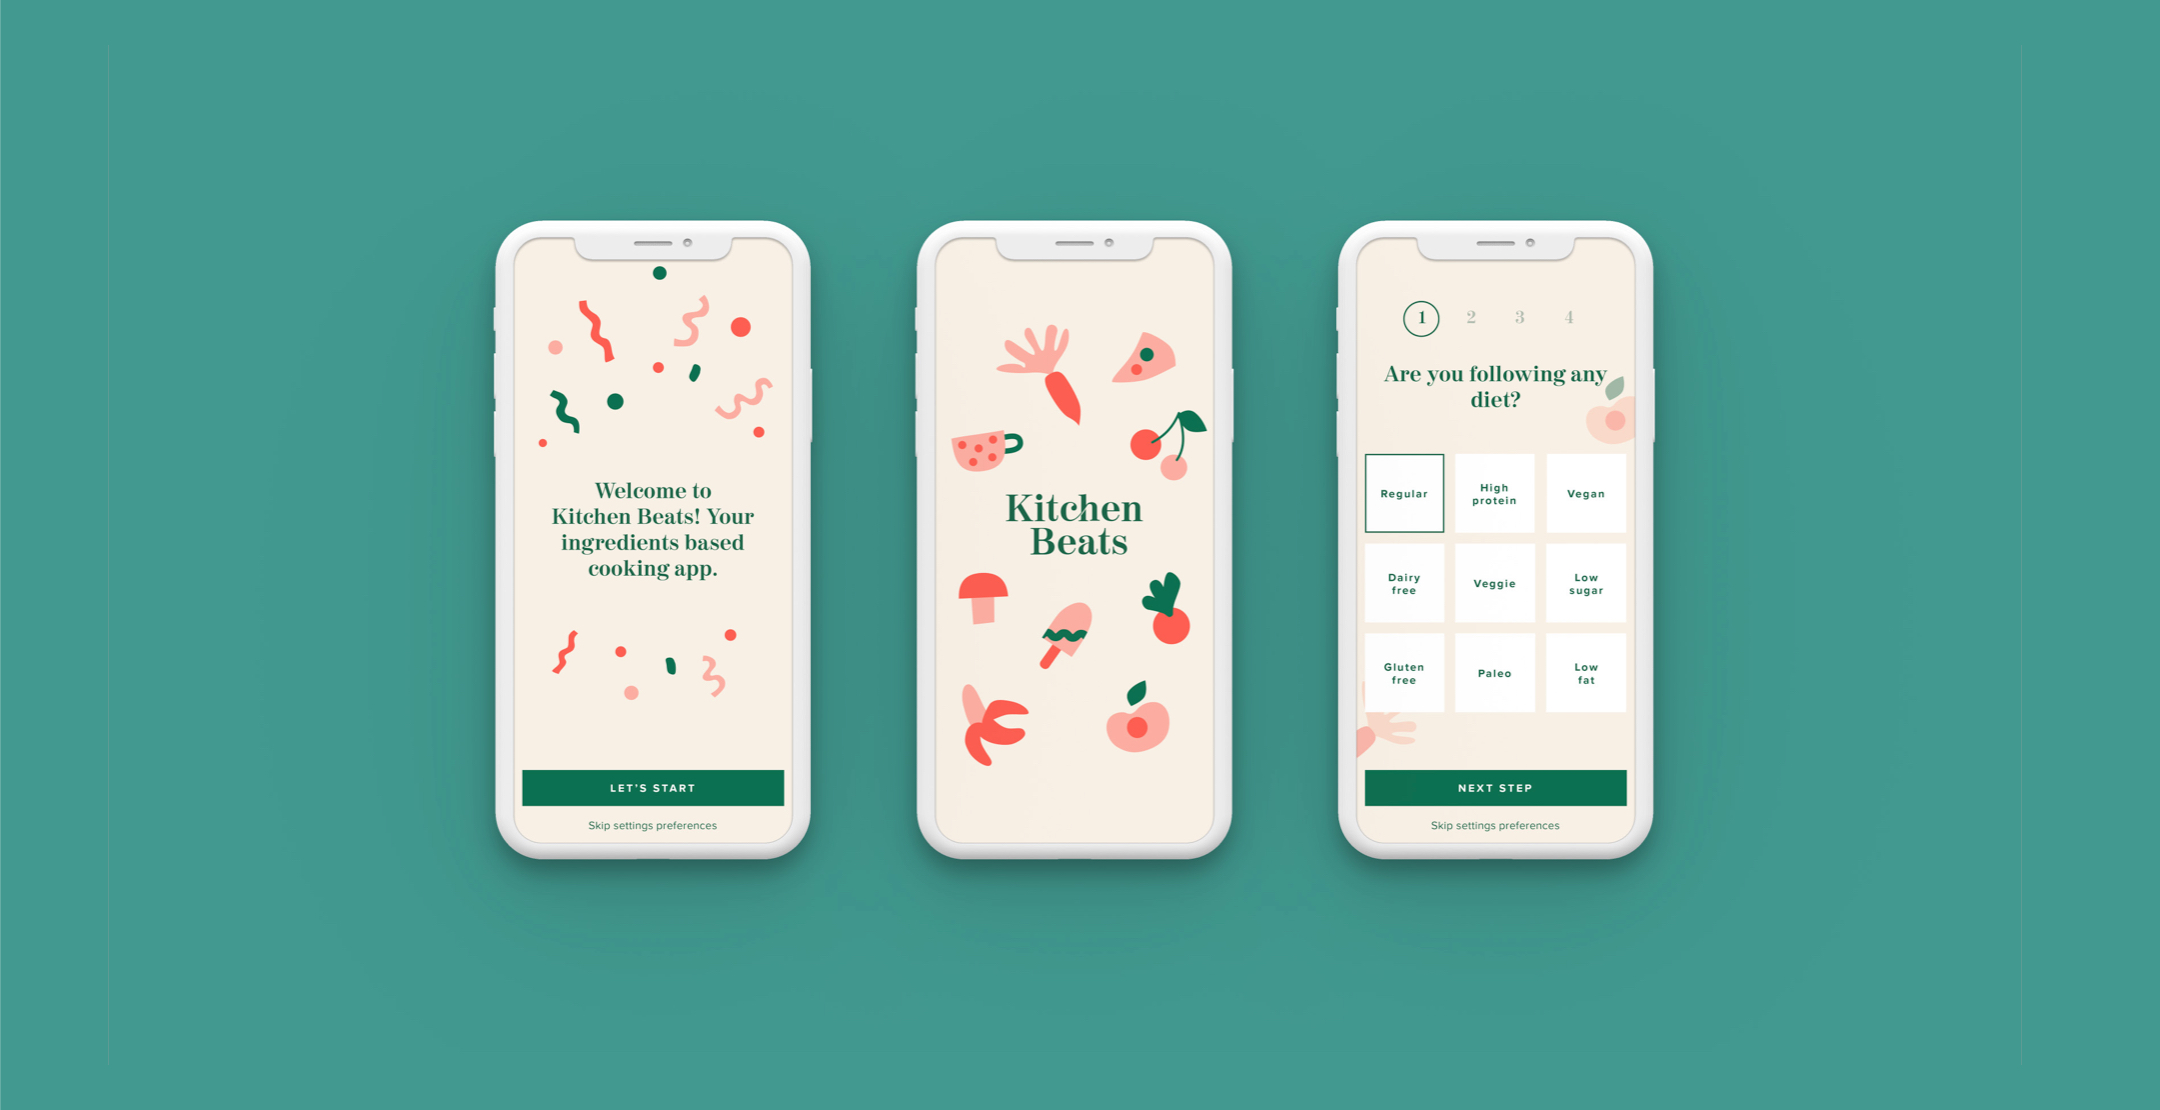 Welcome to
Kitchen Beats! Your
ingredients based
cooking app.
LET'S START
Skip settings preferences
Kitchen
Beats
1 2 3 4
Are you following any
diet?
Regular
High
protein
Vegan
Dairy
free
Veggie
Low
sugar
Gluten
free
Paleo
Low
fat
NEXT STEP
Skip settings preferences